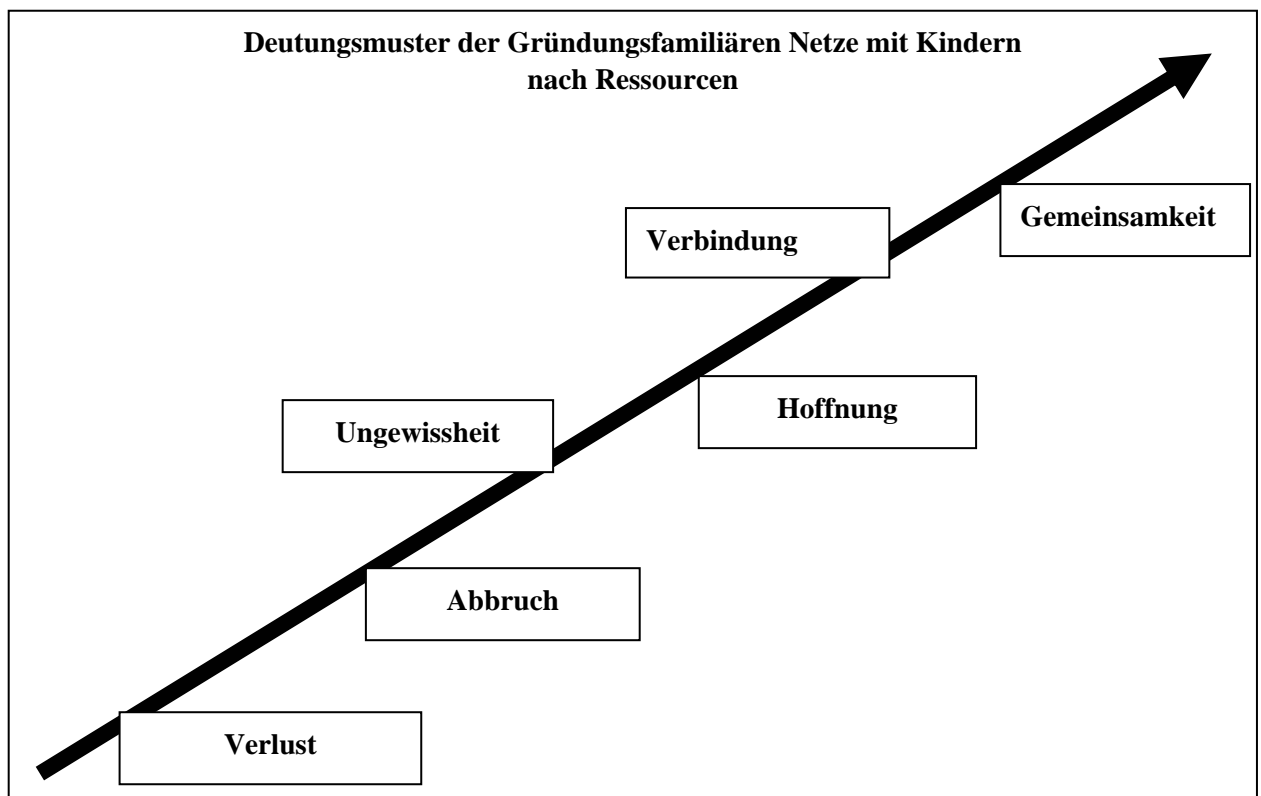 Deutungsmuster der Gründungsfamiliären Netze mit Kindern
nach Ressourcen
Gemeinsamkeit
Verbindung
Hoffnung
Ungewissheit
Abbruch
Verlust